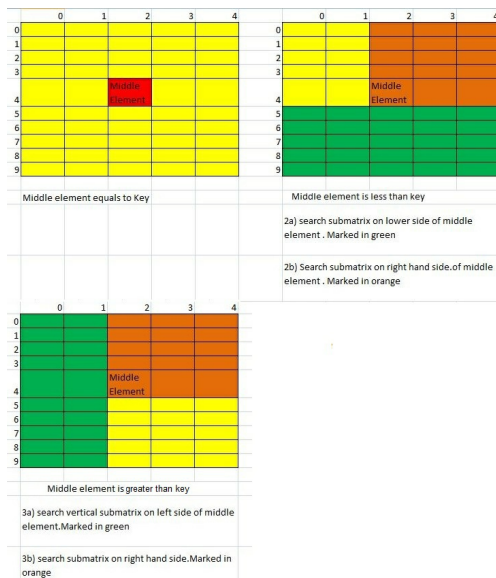 0 1 2 3 4
0
1
2
3
Middle
4 Element
5
6
7
8
9
Middle element equals to Key
0 1 2 3 4
0
1
2
3
Middle
4 Element
5
6
7
8
9
Middle element is less than key
2a) search submatrix on lower side of middle
element . Marked in green
2b) Search submatrix on right hand side.of middle
element . Marked in orange
0 1 2 3 4
0
1
2
3
Middle
4 Element
5
6
7
8
9
Middle element is greater than key
3a) search vertical submatrix on left side of middle
element.Marked in green
3b) search submatrix on right hand side.Marked in
orange